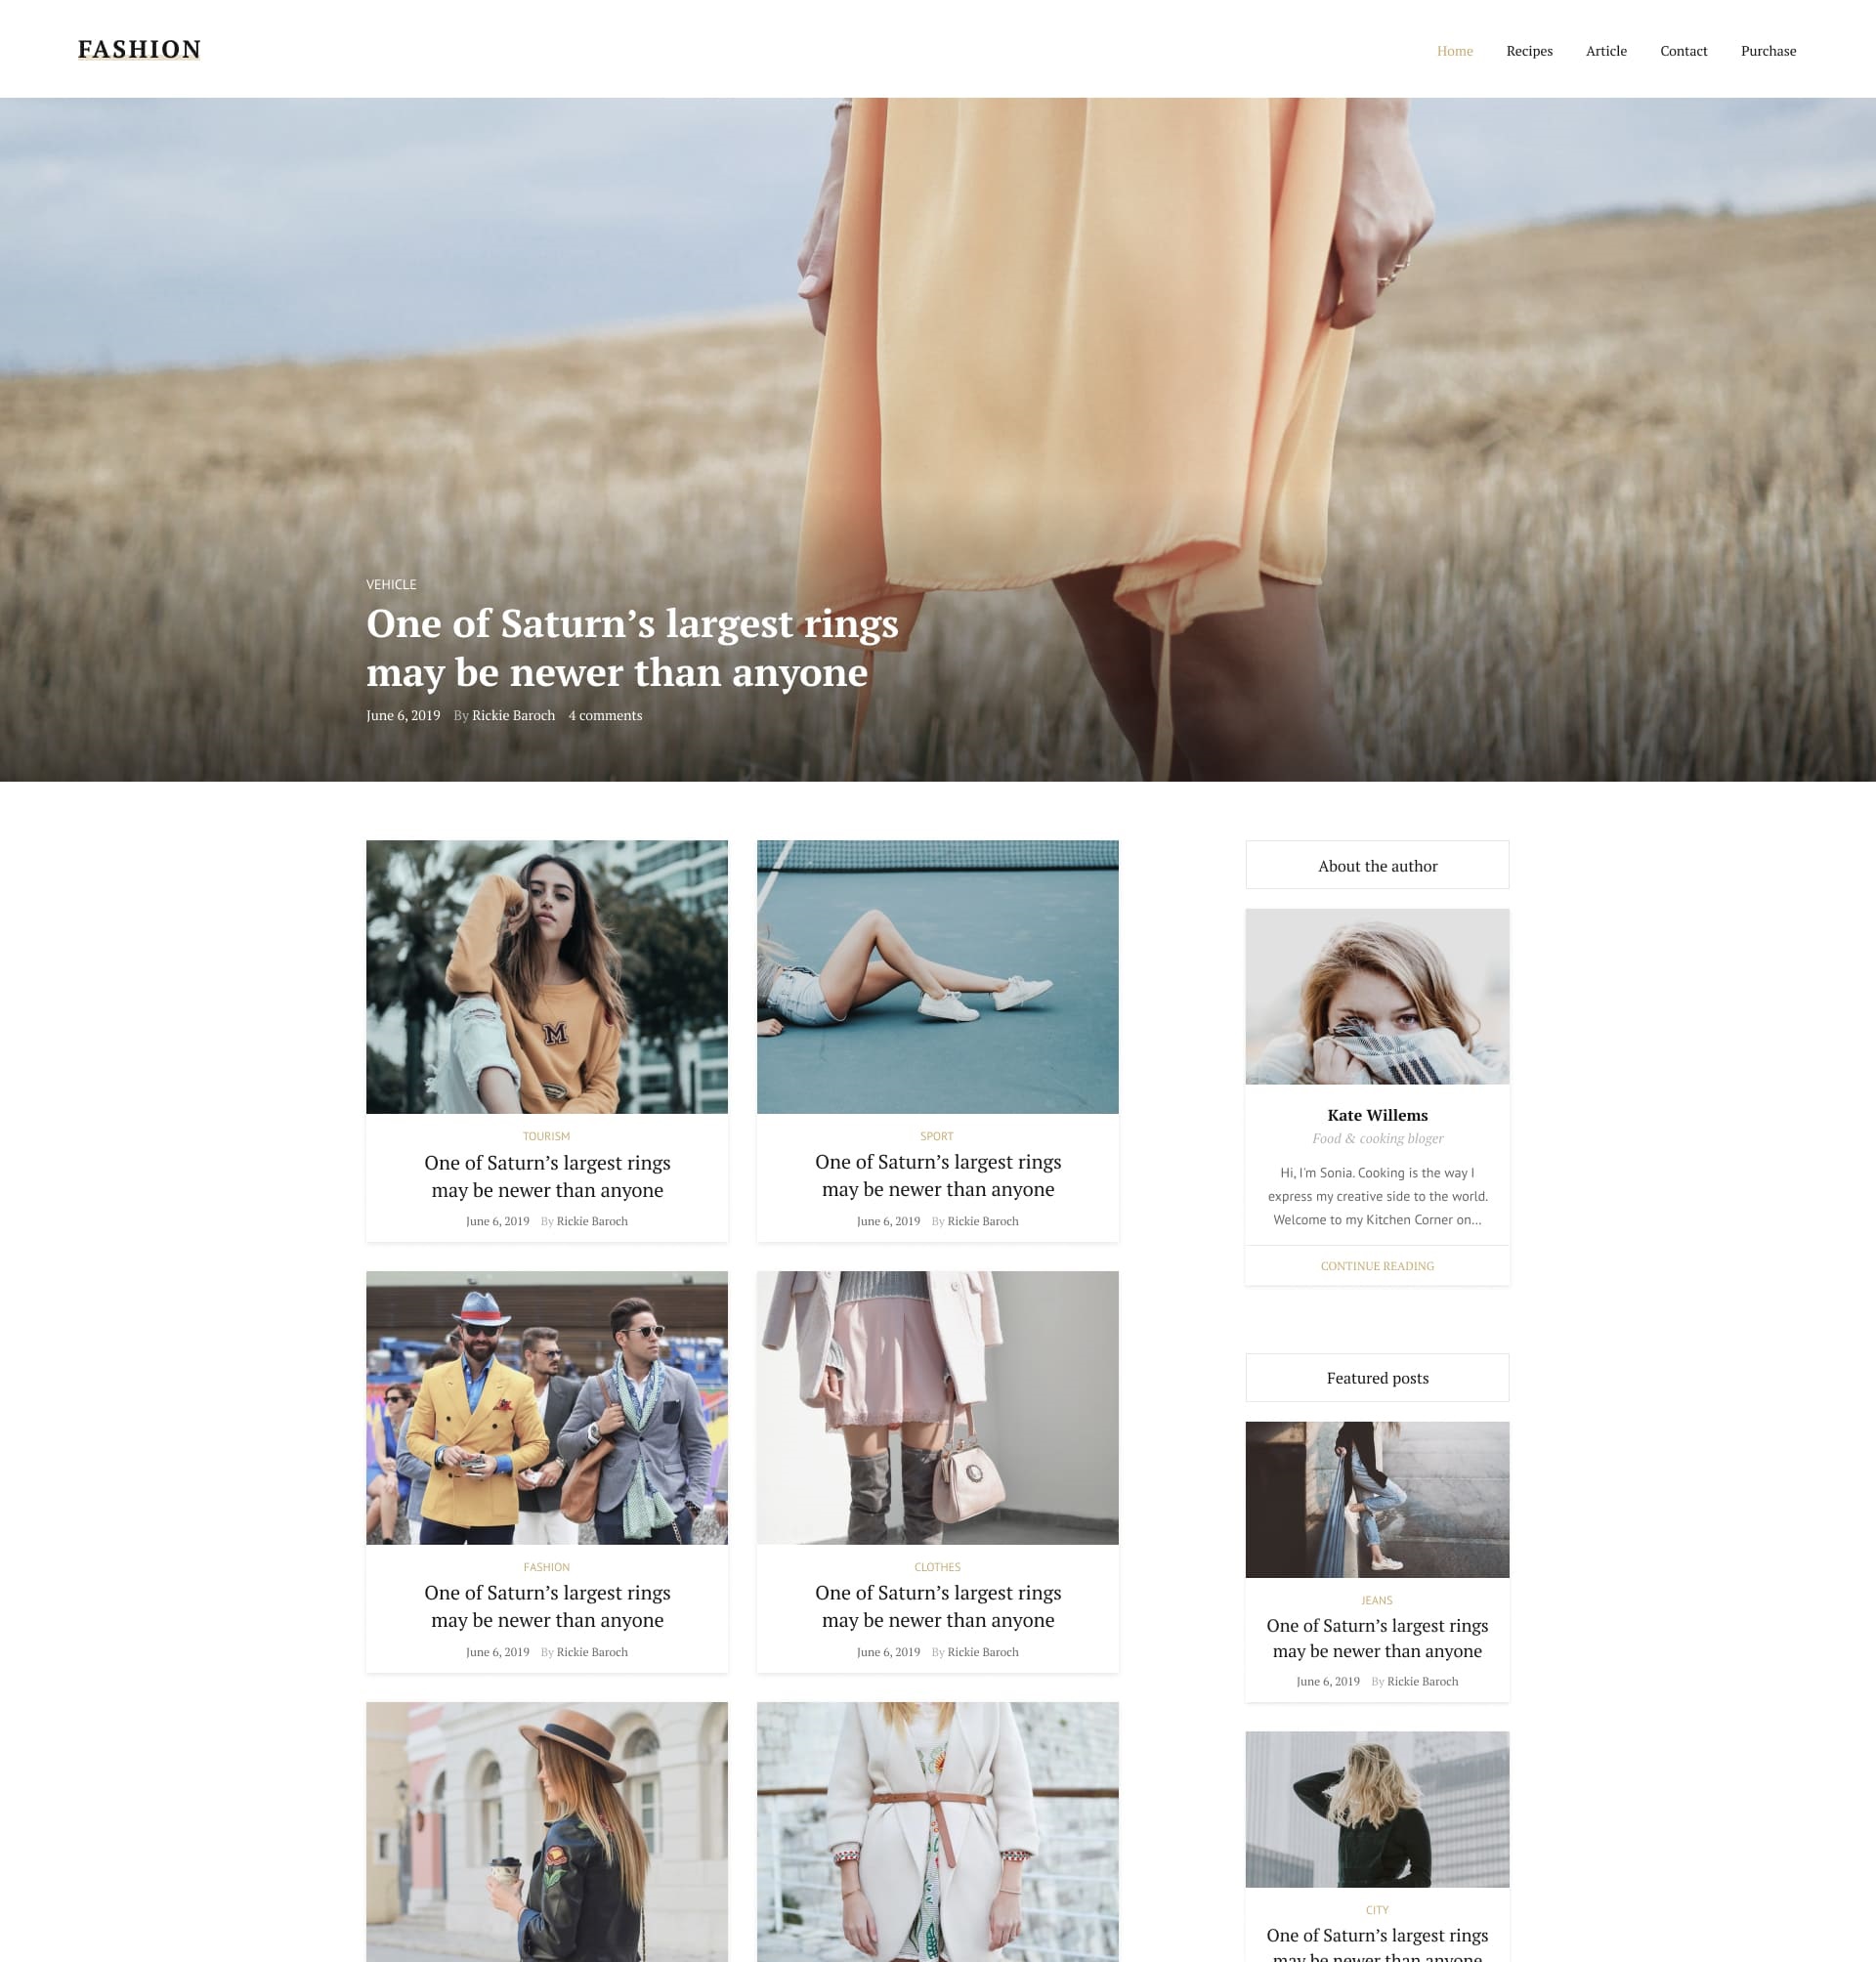 FASHION
Home Recipes Article Contact Purchase
VEHICLE
One of Saturn’s largest rings
may be newer than anyone
June 6, 2019 By Rickie Baroch 4 comments
M
TOURISM
One of Saturn’s largest rings
may be newer than anyone
June 6, 2019 By Rickie Baroch
SPORT
One of Saturn’s largest rings
may be newer than anyone
June 6, 2019 By Rickie Baroch
FASHION
One of Saturn’s largest rings
may be newer than anyone
June 6, 2019 By Rickie Baroch
CLOTHES
One of Saturn’s largest rings
may be newer than anyone
June 6, 2019 By Rickie Baroch
About the author
Kate Willems
Food & cooking bloger
Hi, I'm Sonia. Cooking is the way I
express my creative side to the world.
Welcome to my Kitchen Corner on...
CONTINUE READING
Featured posts
JEANS
One of Saturn’s largest rings
may be newer than anyone
June 6, 2019 By Rickie Baroch
CITY
One of Saturn’s largest rings
may be newer than anyone